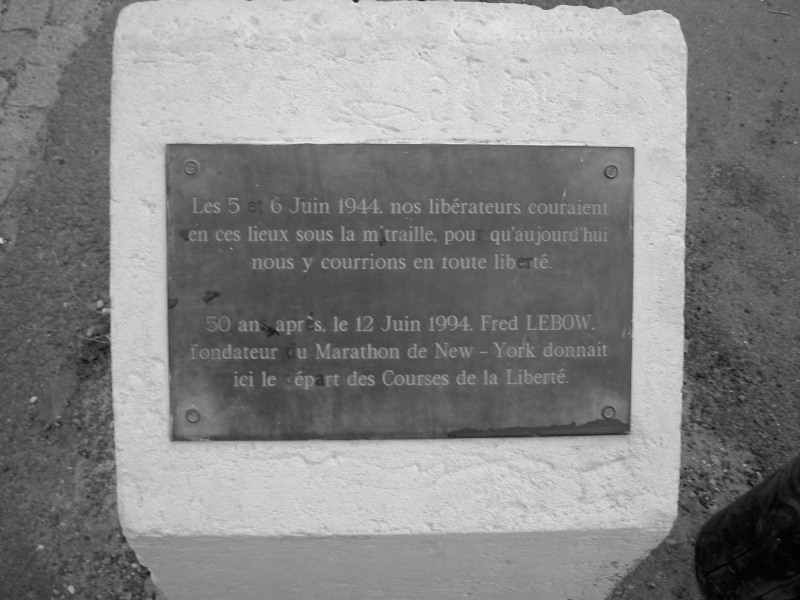 Les 5 et 6 Juin 1944, nos libérateurs couraient
en ces lieux sous la mitraille, pour qu'aujourd'hui
nous y courrions en toute liberté.
50 ans après, le 12 Juin 1994, Fred LEBOW,
fondateur du Marathon de New - York donnait
ici le départ des Courses de la Liberté.